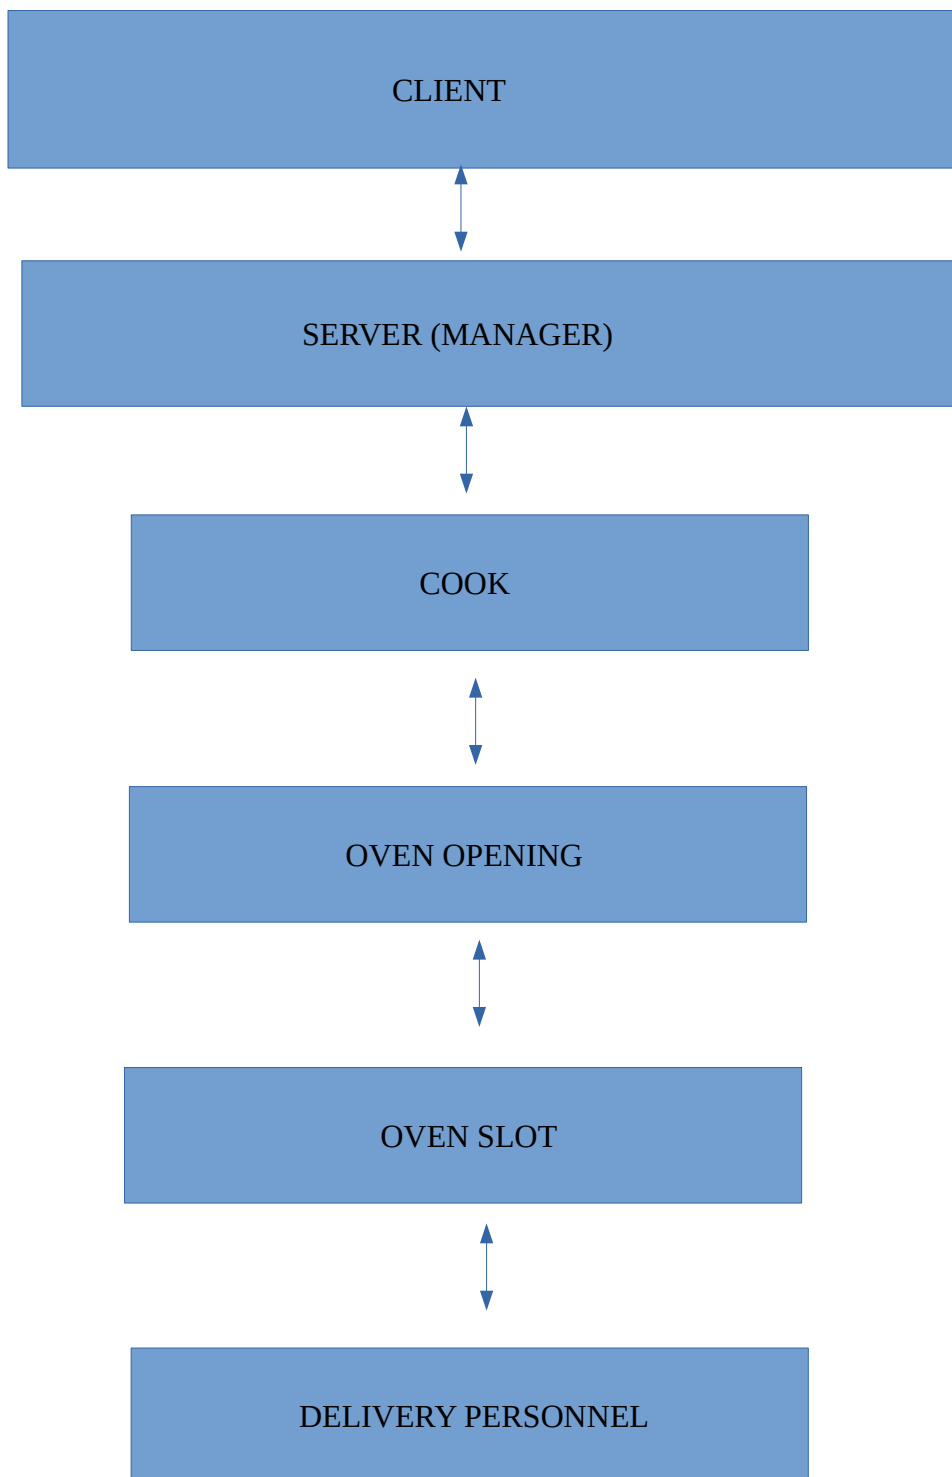 CLIENT
SERVER (MANAGER)
COOK
OVEN OPENING
OVEN SLOT
DELIVERY PERSONNEL